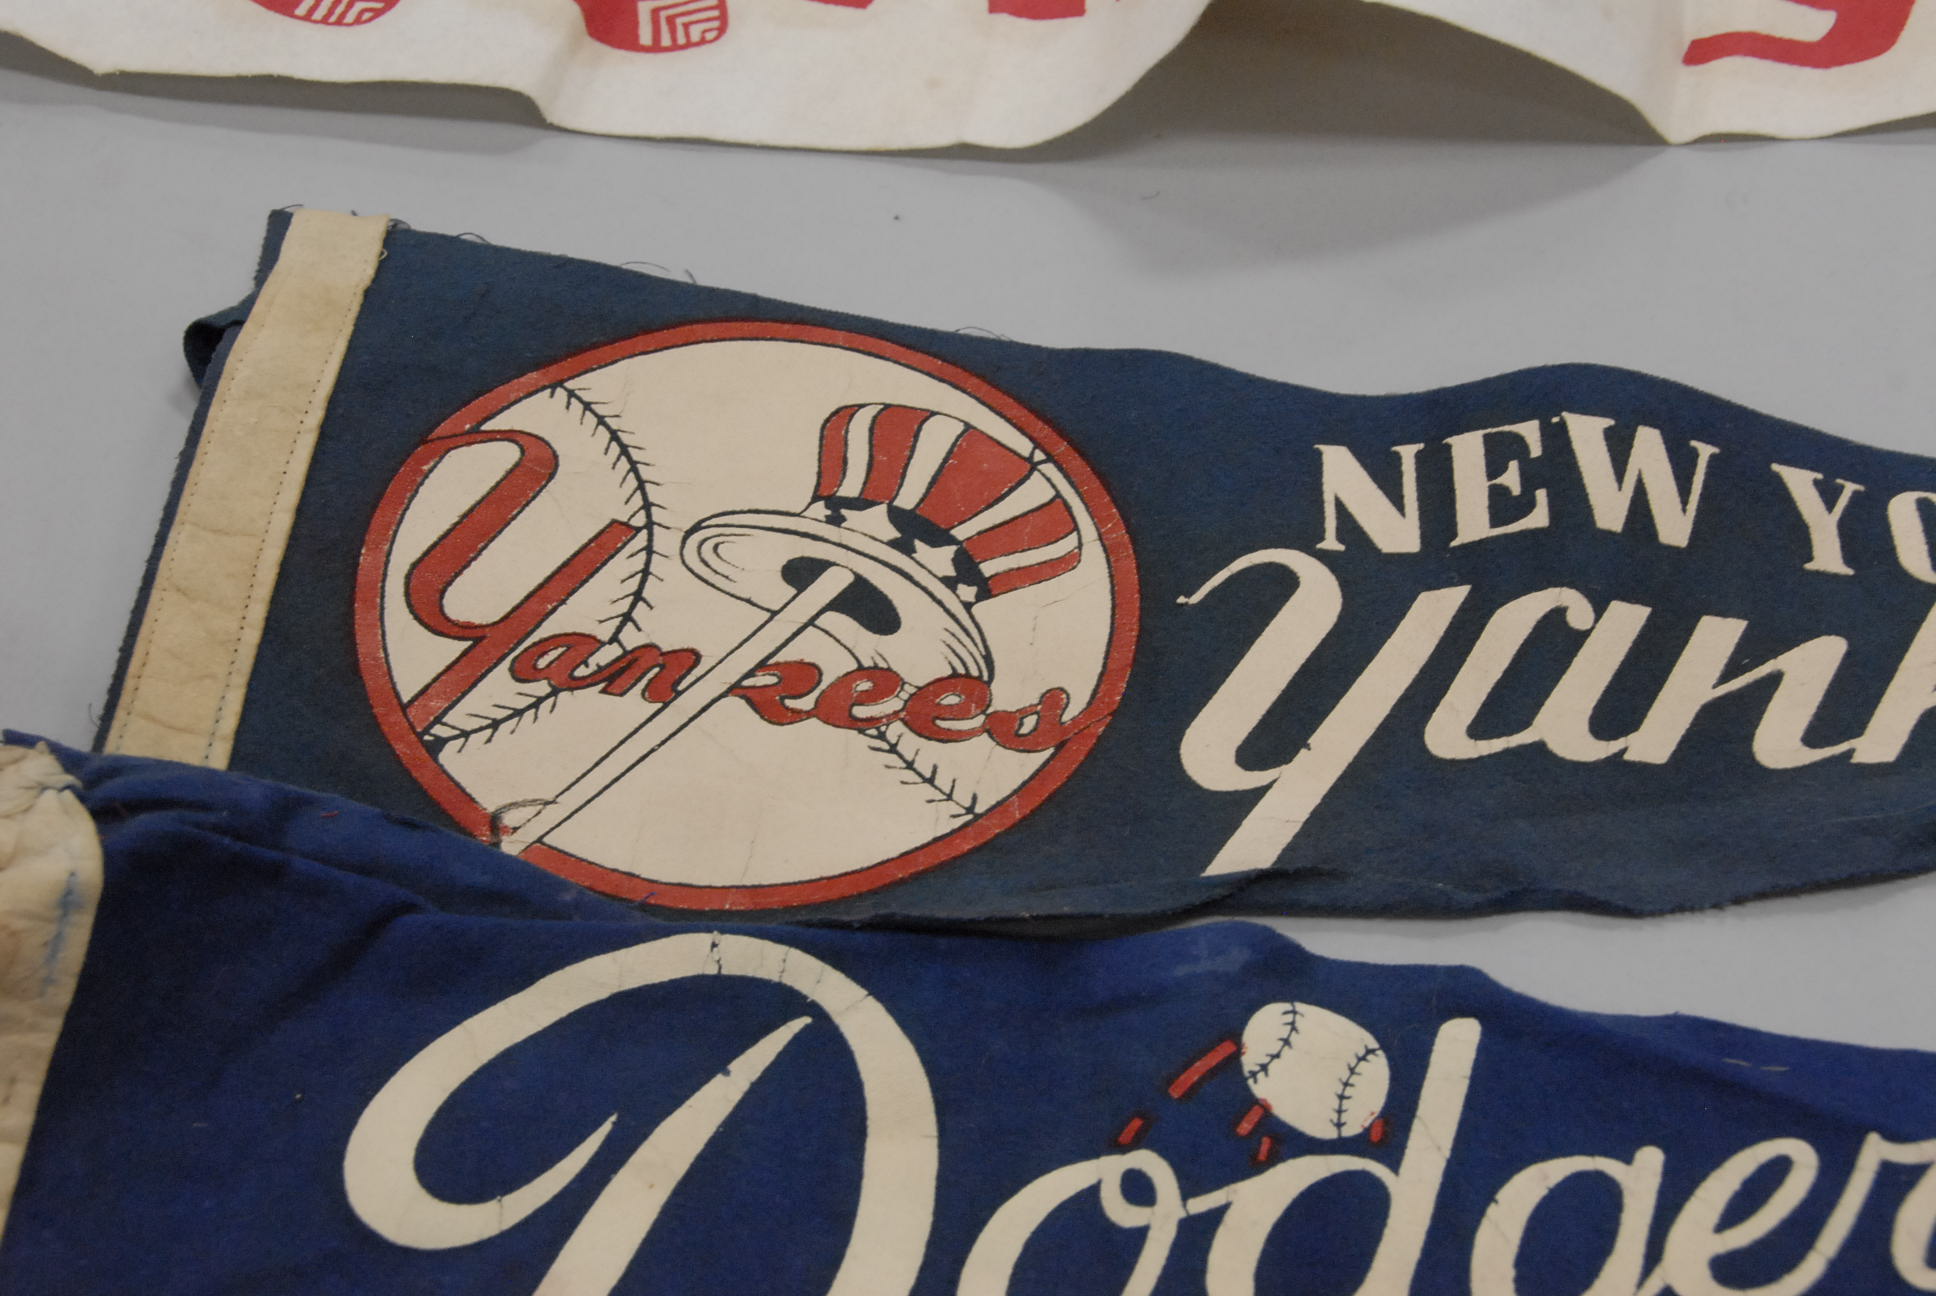 Yankees
NEW YO
Yank
Dodger